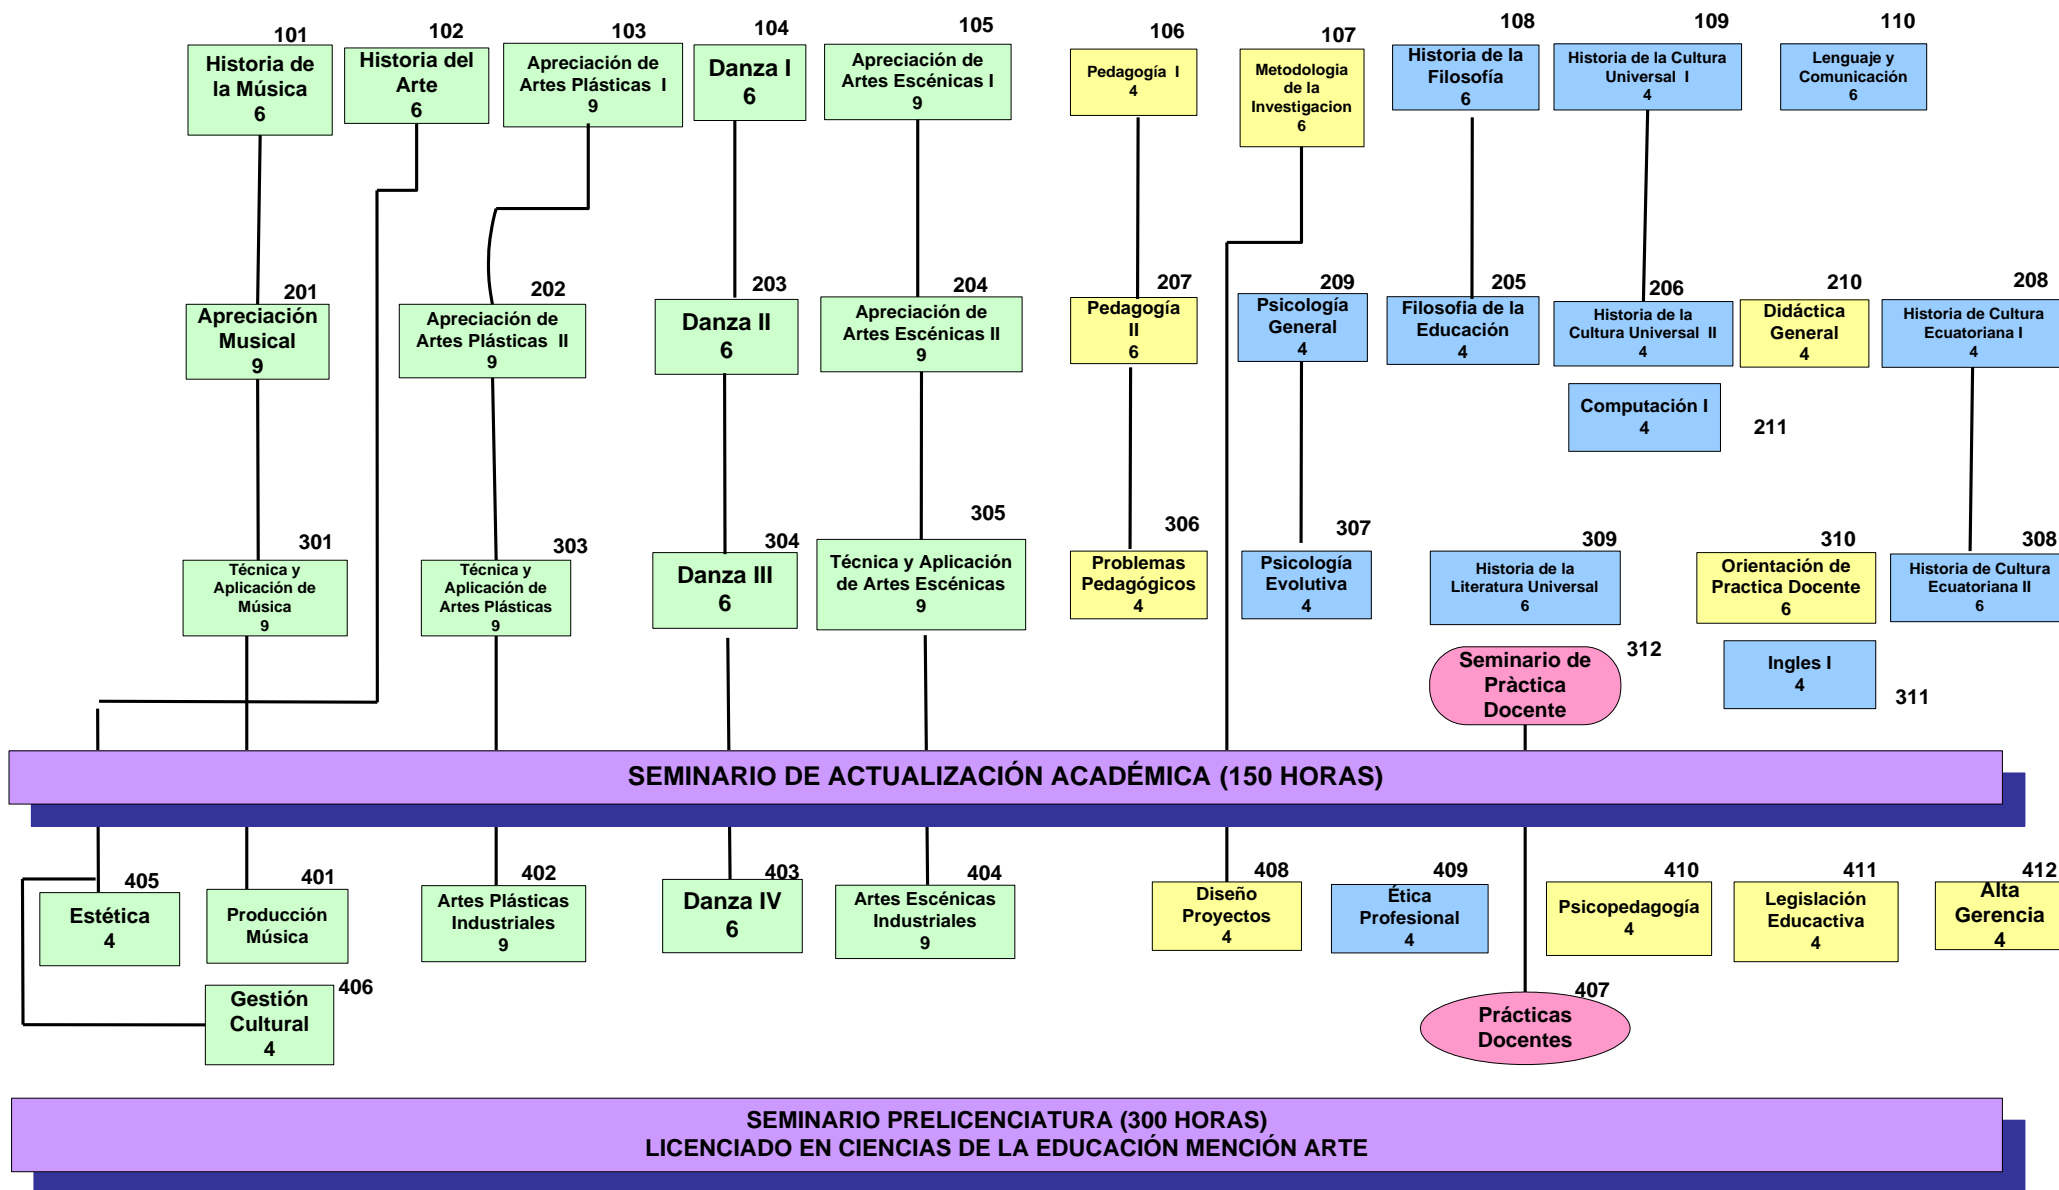 101
Historia de
la Música
6
102
Historia del
Arte
6
103
Apreciación de
Artes Plásticas I
9
104
Danza I
6
105
Apreciación de
Artes Escénicas I
9
106
Pedagogía I
4
107
Metodologia
de la
Investigacion
6
108
Historia de la
Filosofía
6
109
Historia de la Cultura
Universal I
4
110
Lenguaje y
Comunicación
6
201
Apreciación
Musical
9
202
Apreciación de
Artes Plásticas II
9
203
Danza II
6
204
Apreciación de
Artes Escénicas II
9
207
Pedagogía
II
6
209
Psicología
General
4
205
Filosofia de la
Educación
4
206
Historia de la
Cultura Universal II
4
210
Didáctica
General
4
208
Historia de Cultura
Ecuatoriana I
4
Computación I
4
211
301
Técnica y
Aplicación de
Música
9
303
Técnica y
Aplicación de
Artes Plásticas
9
304
Danza III
6
305
Técnica y Aplicación
de Artes Escénicas
9
306
Problemas
Pedagógicos
4
307
Psicología
Evolutiva
4
309
Historia de la
Literatura Universal
6
310
Orientación de
Practica Docente
6
308
Historia de Cultura
Ecuatoriana II
6
312
Seminario de
Pràctica
Docente
Ingles I
4
311
SEMINARIO DE ACTUALIZACIÓN ACADÉMICA (150 HORAS)
405
Estética
4
401
Producción
Música
402
Artes Plásticas
Industriales
9
403
Danza IV
6
404
Artes Escénicas
Industriales
9
408
Diseño
Proyectos
4
409
Ética
Profesional
4
410
Psicopedagogía
4
411
Legislación
Educactiva
4
412
Alta
Gerencia
4
406
Gestión
Cultural
4
407
Prácticas
Docentes
SEMINARIO PRELICENCIATURA (300 HORAS)
LICENCIADO EN CIENCIAS DE LA EDUCACIÓN MENCIÓN ARTE